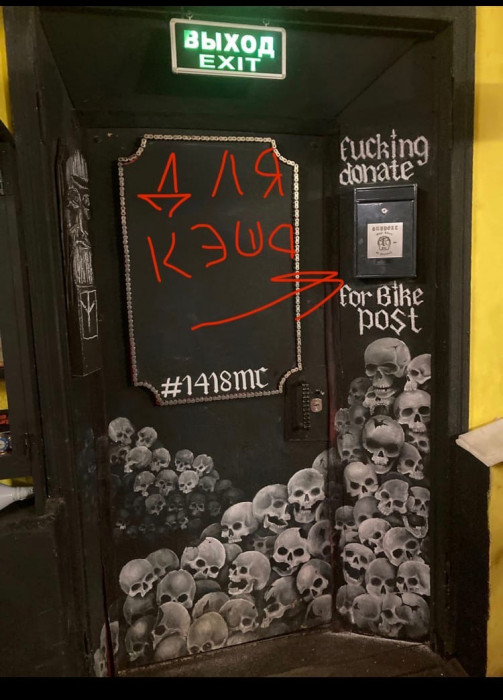 ВЫХОД
EXIT
fucking
donate
ДЛЯ
КЭША
for Bike
post
#1418MC